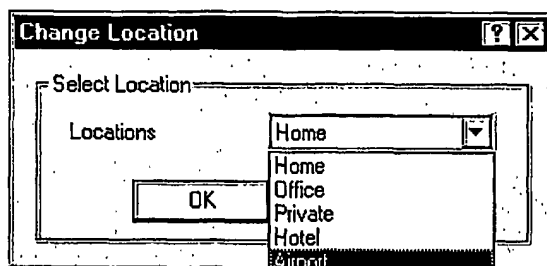 Change Location
Select Location
Locations
Home
Home
Office
OK
Private
Hotel
Airport